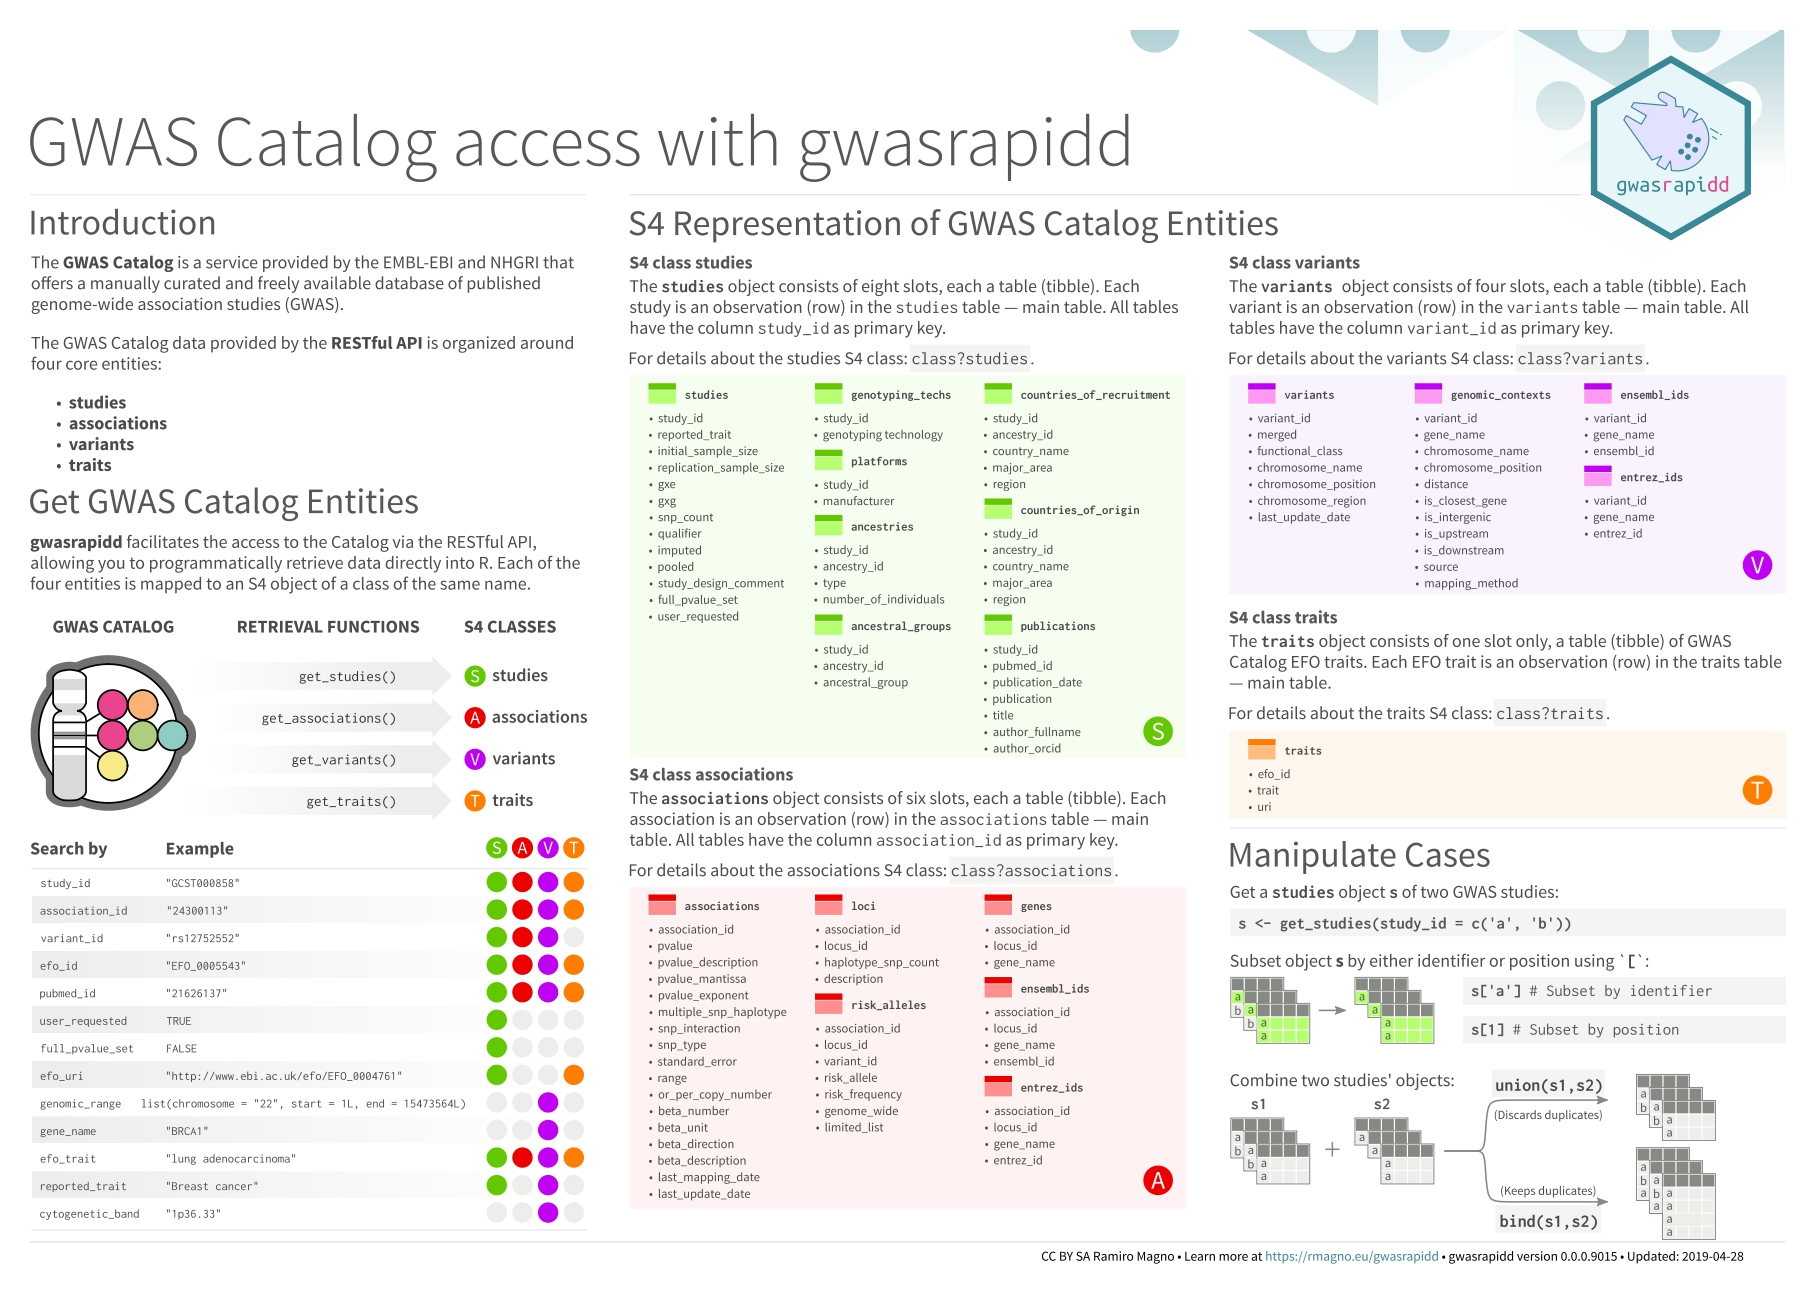 GWAS Catalog access with gwasrapidd
gwasrapidd
Introduction
The GWAS Catalog is a service provided by the EMBL-EBI and NHGRI that
offers a manually curated and freely available database of published
genome-wide association studies (GWAS).
The GWAS Catalog data provided by the RESTful API is organized around
four core entities:
• studies
• associations
• variants
• traits
Get GWAS Catalog Entities
gwasrapidd facilitates the access to the Catalog via the RESTful API,
allowing you to programmatically retrieve data directly into R. Each of the
four entities is mapped to an S4 object of a class of the same name.
GWAS CATALOG RETRIEVAL FUNCTIONS S4 CLASSES
get_studies() S studies
get_associations() A associations
get_variants() V variants
get_traits() T traits
Search by Example S A V T
study_id "GCST000858"
association_id "24300113"
variant_id "rs12752552"
efo_id "EFO_0005543"
pubmed_id "21626137"
user_requested TRUE
full_pvalue_set FALSE
efo_uri "http://www.ebi.ac.uk/efo/EFO_0004761"
genomic_range list(chromosome = "22", start = 1L, end = 15473564L)
gene_name "BRCA1"
efo_trait "lung adenocarcinoma"
reported_trait "Breast cancer"
cytogenetic_band "1p36.33"
S4 Representation of GWAS Catalog Entities
S4 class studies
The studies object consists of eight slots, each a table (tibble). Each
study is an observation (row) in the studies table — main table. All tables
have the column study_id as primary key.
For details about the studies S4 class: class?studies.
studies
• study_id
• reported_trait
• initial_sample_size
• replication_sample_size
• gxe
• gxg
• snp_count
• qualifier
• imputed
• pooled
• study_design_comment
• full_pvalue_set
• user_requested
genotyping_techs
• study_id
• genotyping technology
platforms
• study_id
• manufacturer
ancestries
• study_id
• ancestry_id
• type
• number_of_individuals
ancestral_groups
• study_id
• ancestry_id
• ancestral_group
countries_of_recruitment
• study_id
• ancestry_id
• country_name
• major_area
• region
countries_of_origin
• study_id
• ancestry_id
• country_name
• major_area
• region
publications
• study_id
• pubmed_id
• publication_date
• publication
• title
• author_fullname
• author_orcid
S
S4 class associations
The associations object consists of six slots, each a table (tibble). Each
association is an observation (row) in the associations table — main
table. All tables have the column association_id as primary key.
For details about the associations S4 class: class?associations.
associations
• association_id
• pvalue
• pvalue_description
• pvalue_mantissa
• pvalue_exponent
• multiple_snp_haplotype
• snp_interaction
• snp_type
• standard_error
• range
• or_per_copy_number
• beta_number
• beta_unit
• beta_direction
• beta_description
• last_mapping_date
• last_update_date
loci
• association_id
• locus_id
• haplotype_snp_count
• description
risk_alleles
• association_id
• locus_id
• variant_id
• risk_allele
• risk_frequency
• genome_wide
• limited_list
genes
• association_id
• locus_id
• gene_name
ensembl_ids
• association_id
• locus_id
• gene_name
• ensembl_id
entrez_ids
• association_id
• locus_id
• gene_name
• entrez_id
A
S4 class variants
The variants object consists of four slots, each a table (tibble). Each
variant is an observation (row) in the variants table — main table. All
tables have the column variant_id as primary key.
For details about the variants S4 class: class?variants.
variants
• variant_id
• merged
• functional_class
• chromosome_name
• chromosome_position
• chromosome_region
• last_update_date
genomic_contexts
• variant_id
• gene_name
• chromosome_name
• chromosome_position
• distance
• is_closest_gene
• is_intergenic
• is_upstream
• is_downstream
• source
• mapping_method
ensembl_ids
• variant_id
• gene_name
• ensembl_id
entrez_ids
• variant_id
• gene_name
• entrez_id
V
S4 class traits
The traits object consists of one slot only, a table (tibble) of GWAS
Catalog EFO traits. Each EFO trait is an observation (row) in the traits table
— main table.
For details about the traits S4 class: class?traits.
traits
• efo_id
• trait
• uri
T
Manipulate Cases
Get a studies object s of two GWAS studies:
s <- get_studies(study_id = c('a', 'b'))
Subset object s by either identifier or position using `[`:
a
b a
b a
a
a
a
a
a
s['a'] # Subset by identifier
s[1] # Subset by position
Combine two studies' objects:
s1 s2
a
b a
b a
a
+
a
a
a
a
union(s1,s2)
(Discards duplicates)
a
b a
b a
a
(Keeps duplicates)
bind(s1,s2)
a
b a
a b a
a a
a
a
CC BY SA Ramiro Magno • Learn more at https://rmagno.eu/gwasrapidd • gwasrapidd version 0.0.0.9015 • Updated: 2019-04-28